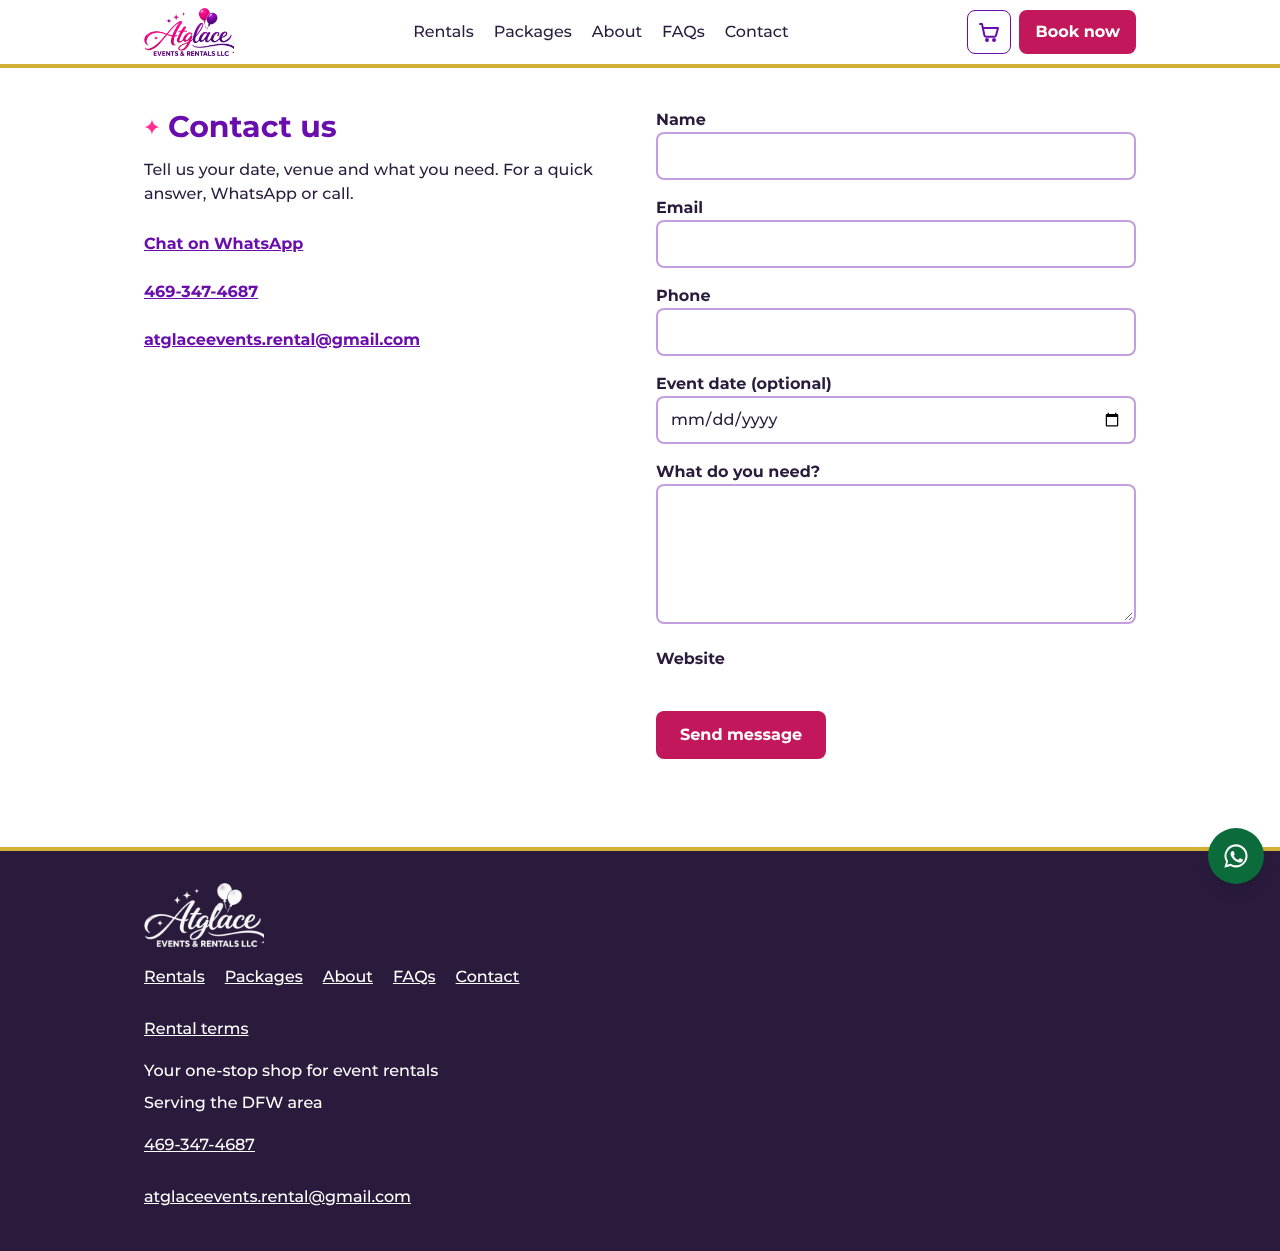 Atglace
EVENTS & RENTALS LLC
Rentals Packages About FAQs Contact
Book now
Contact us
Tell us your date, venue and what you need. For a quick
answer, WhatsApp or call.
Chat on WhatsApp
469-347-4687
atglaceevents.rental@gmail.com
Name
Email
Phone
Event date (optional)
mm/dd/yyyy
What do you need?
Website
Send message
Atglace
EVENTS & RENTALS LLC
Rentals Packages About FAQs Contact
Rental terms
Your one-stop shop for event rentals
Serving the DFW area
469-347-4687
atglaceevents.rental@gmail.com